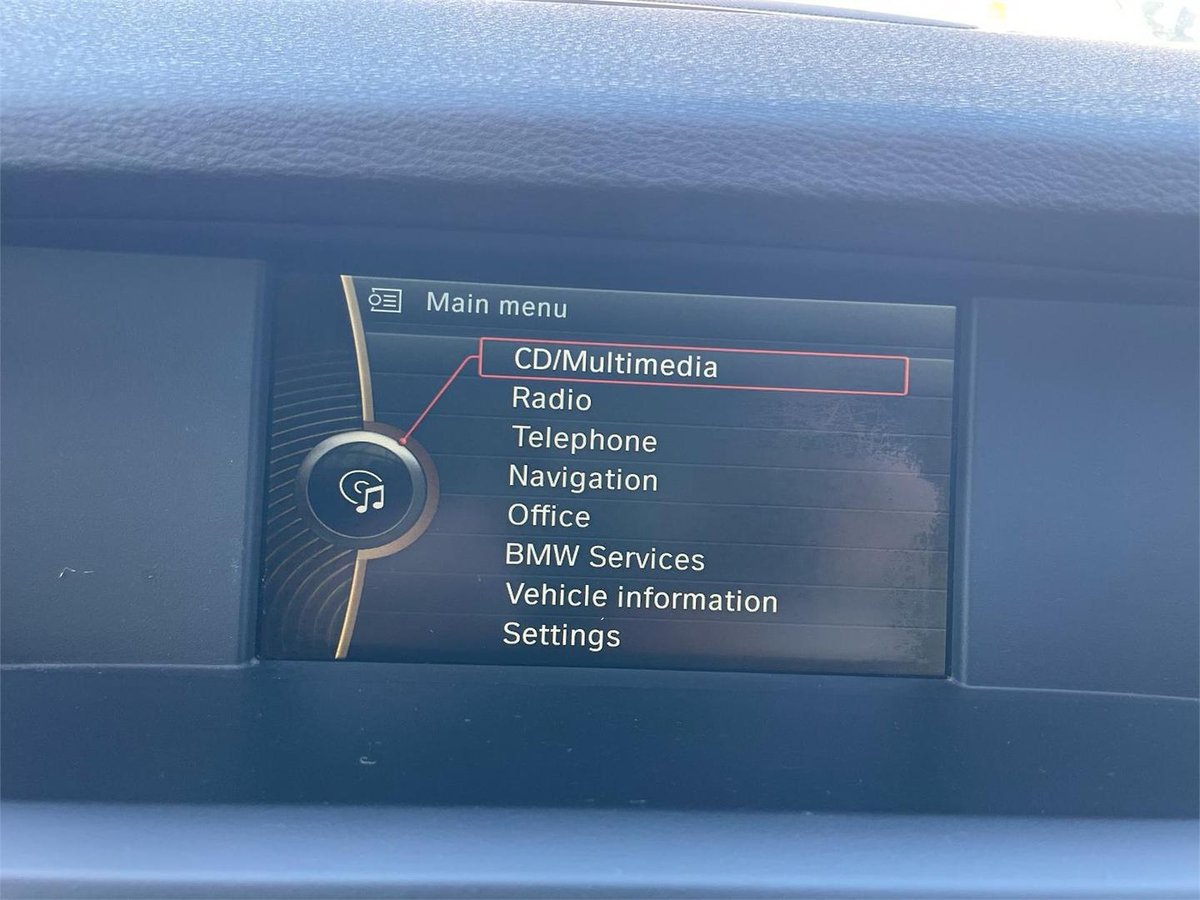 Main menu
CD/Multimedia
Radio
Telephone
Navigation
Office
BMW Services
Vehicle information
Settings